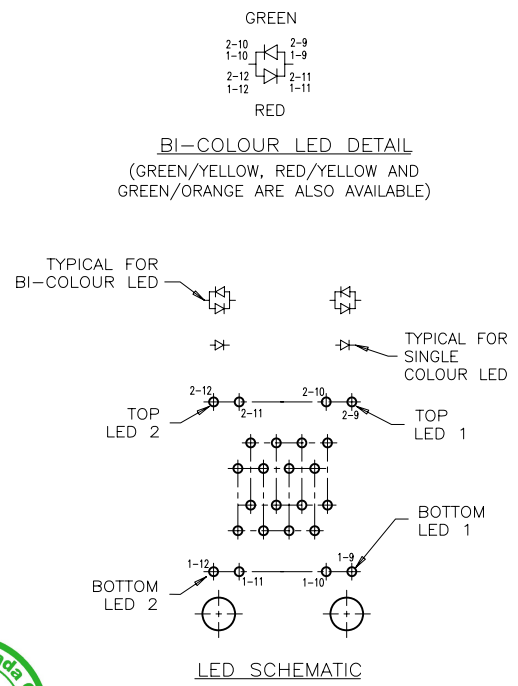 GREEN
2-10 2-9
1-10 1-9
2-12 2-11
1-12 1-11
RED
BI-COLOUR LED DETAIL
(GREEN/YELLOW, RED/YELLOW AND
GREEN/ORANGE ARE ALSO AVAILABLE)
TYPICAL FOR
BI-COLOUR LED
TYPICAL FOR
SINGLE
COLOUR LED
2-12 2-10
2-11 2-9
TOP
LED 2
TOP
LED 1
BOTTOM
LED 1
1-12 1-9
1-11 1-10
BOTTOM
LED 2
LED SCHEMATIC